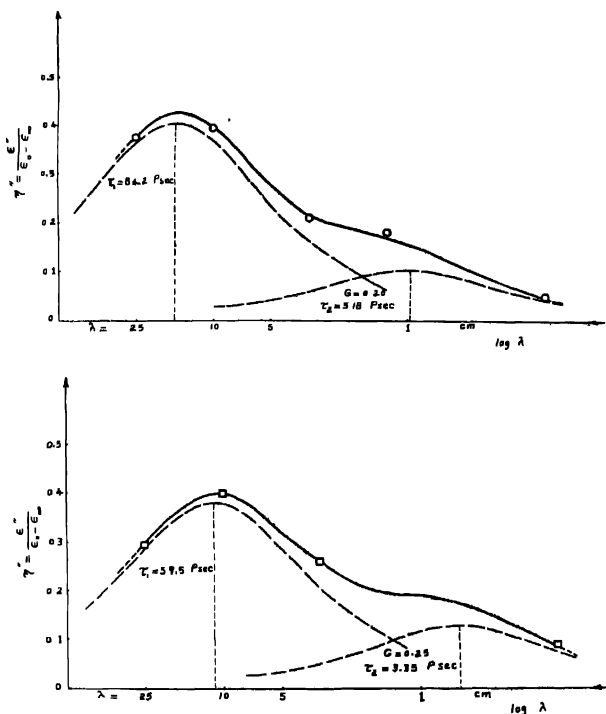 0.5
0.4
0.3
0.2
0.1
0
η″ = ε″ / ε₀ − ε∞
τ₁=84.2 Psec
G=0.20
τ₂=5.18 Psec
λ = 25 10 5 1 cm
log λ
0.5
0.4
0.3
0.2
0.1
0
η″ = ε″ / ε₀ − ε∞
τ₁=59.5 Psec
G=0.25
τ₂ = 3.35 Psec
λ = 25 10 5 1 cm
log λ